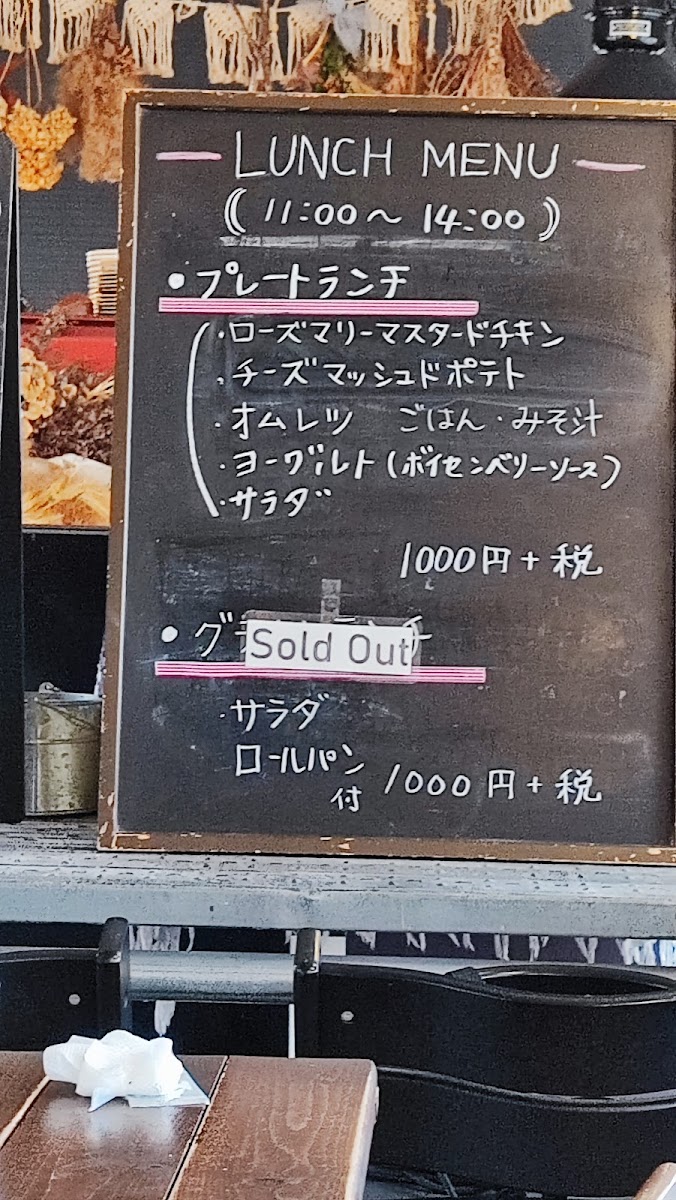 LUNCH MENU
(11:00～14:00)
・プレートランチ
・ローズマリーマスタードチキン
・チーズマッシュドポテト
・オムレツ ごはん・みそ汁
・ヨーグルト(ボイセンベリーソース)
・サラダ
1000円+税
Sold Out
・サラダ
ロールパン
付 1000円+税